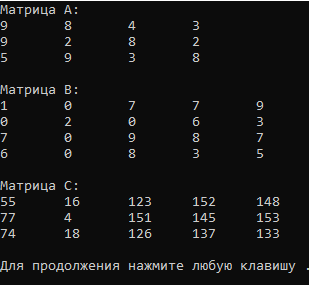 Матрица A:
9 8 4 3
9 2 8 2
5 9 3 8
Матрица B:
1 0 7 7 9
0 2 0 6 3
7 0 9 8 7
6 0 8 3 5
Матрица C:
55 16 123 152 148
77 4 151 145 153
74 18 126 137 133
Для продолжения нажмите любую клавишу .